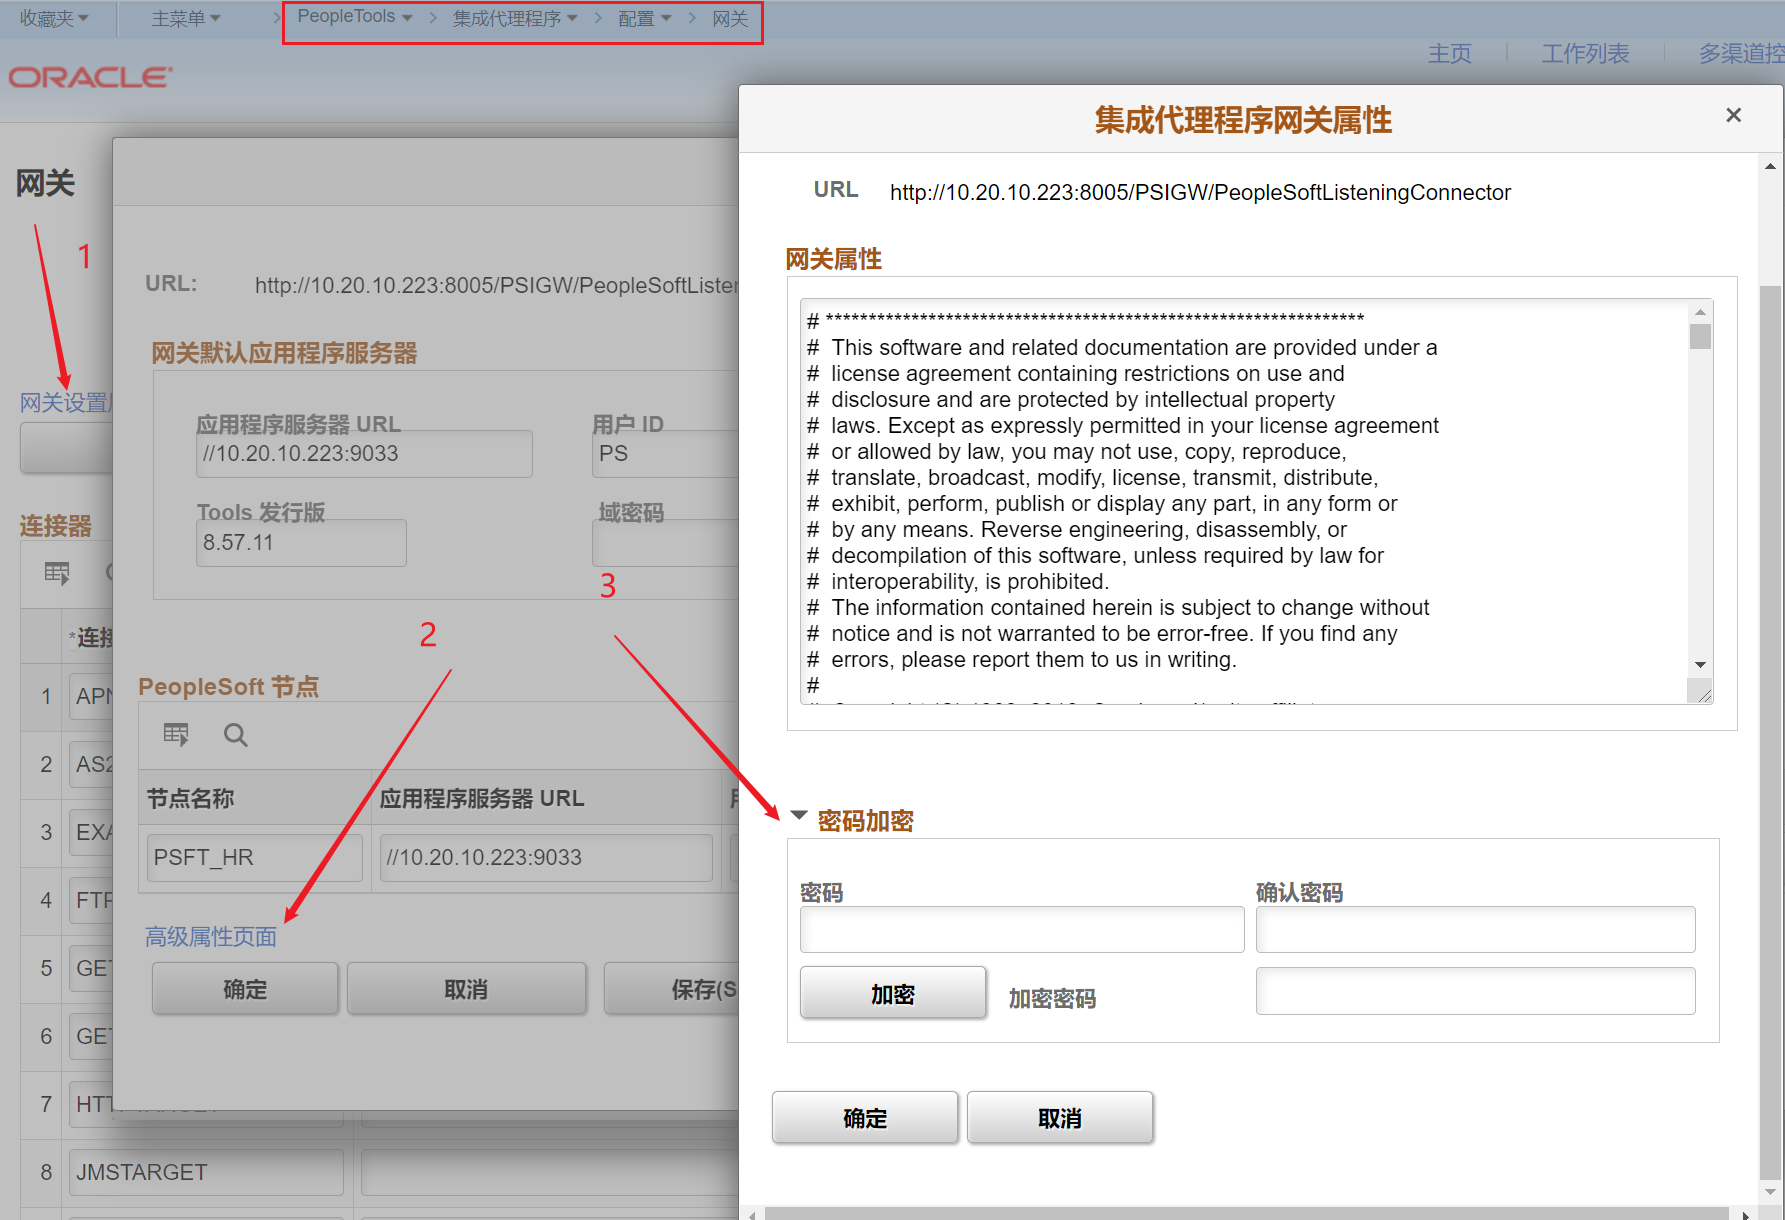 收藏夹
主菜单
PeopleTools
集成代理程序
配置
网关
主页
工作列表
多渠道控
ORACLE
网关
1
网关设置
连接器
*连接
1 APN
2 AS2
3 EXA
4 FTP
5 GET
6 GET
7 HTTPTARGET
8 JMSTARGET
URL: http://10.20.10.223:8005/PSIGW/PeopleSoftListen
网关默认应用程序服务器
应用程序服务器 URL
用户 ID
//10.20.10.223:9033
PS
Tools 发行版
域密码
8.57.11
2
3
PeopleSoft 节点
节点名称
应用程序服务器 URL
PSFT_HR
//10.20.10.223:9033
高级属性页面
确定
取消
保存(S
集成代理程序网关属性
×
URL http://10.20.10.223:8005/PSIGW/PeopleSoftListeningConnector
网关属性
# ***************************************************************
# This software and related documentation are provided under a
# license agreement containing restrictions on use and
# disclosure and are protected by intellectual property
# laws. Except as expressly permitted in your license agreement
# or allowed by law, you may not use, copy, reproduce,
# translate, broadcast, modify, license, transmit, distribute,
# exhibit, perform, publish or display any part, in any form or
# by any means. Reverse engineering, disassembly, or
# decompilation of this software, unless required by law for
# interoperability, is prohibited.
# The information contained herein is subject to change without
# notice and is not warranted to be error-free. If you find any
# errors, please report them to us in writing.
#
密码加密
密码
确认密码
加密
加密密码
确定
取消